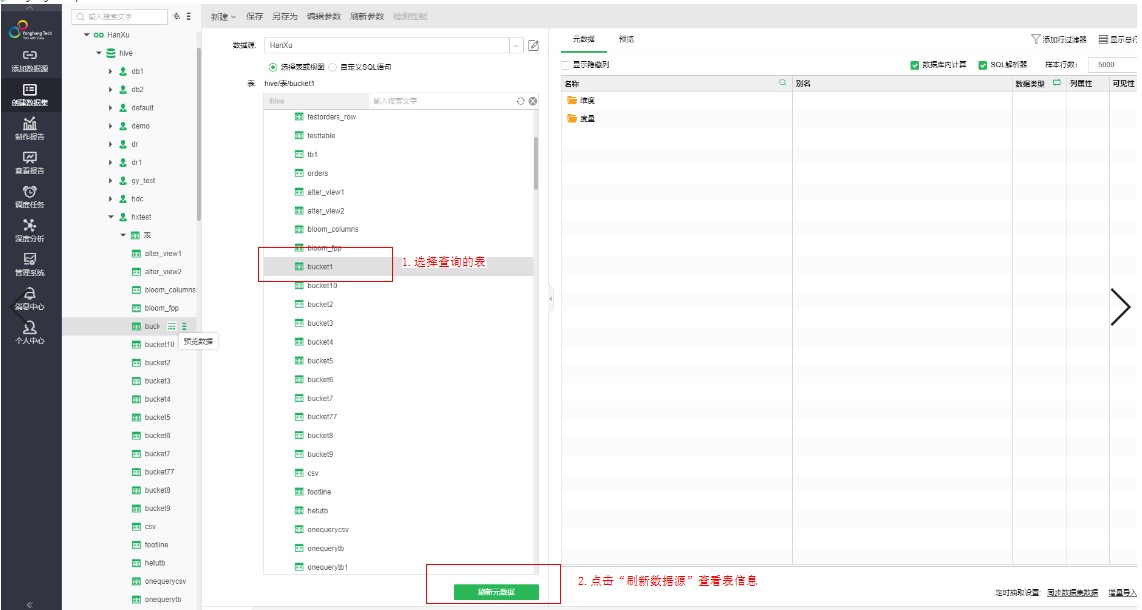 Yonghong Tech
添加数据源
创建数据集
制作报告
查看报告
调度任务
深度分析
管理系统
消息中心
个人中心
输入搜索文字
HanXu
hive
db1
db2
default
demo
dr
dr1
gy_test
hdc
hxtest
表
alter_view1
alter_view2
bloom_columns
bloom_fpp
buck
预览数据
bucket10
bucket2
bucket3
bucket4
bucket5
bucket6
bucket7
bucket77
bucket8
bucket9
csv
footline
hetutb
onequerycsv
onequerytb
新建 保存 另存为 编辑参数 刷新参数 检测性能
数据源: HanXu
选择表或视图 自定义SQL语句
表: hive/表/bucket1
/hive 输入搜索文字
testorders_row
testtable
tb1
orders
alter_view1
alter_view2
bloom_columns
bloom_fpp
bucket1
1.选择查询的表
bucket10
bucket2
bucket3
bucket4
bucket5
bucket6
bucket7
bucket77
bucket8
bucket9
csv
footline
hetutb
onequerycsv
onequerytb
onequerytb1
刷新元数据
2.点击“刷新数据源”查看表信息
元数据 预览
添加行过滤器 显示总行
显示隐藏列 数据库内计算 SQL解析器 样本行数: 5000
名称 别名 数据类型 列属性 可见性
维度
度量
定时抽取设置: 同步数据集数据 增量导入